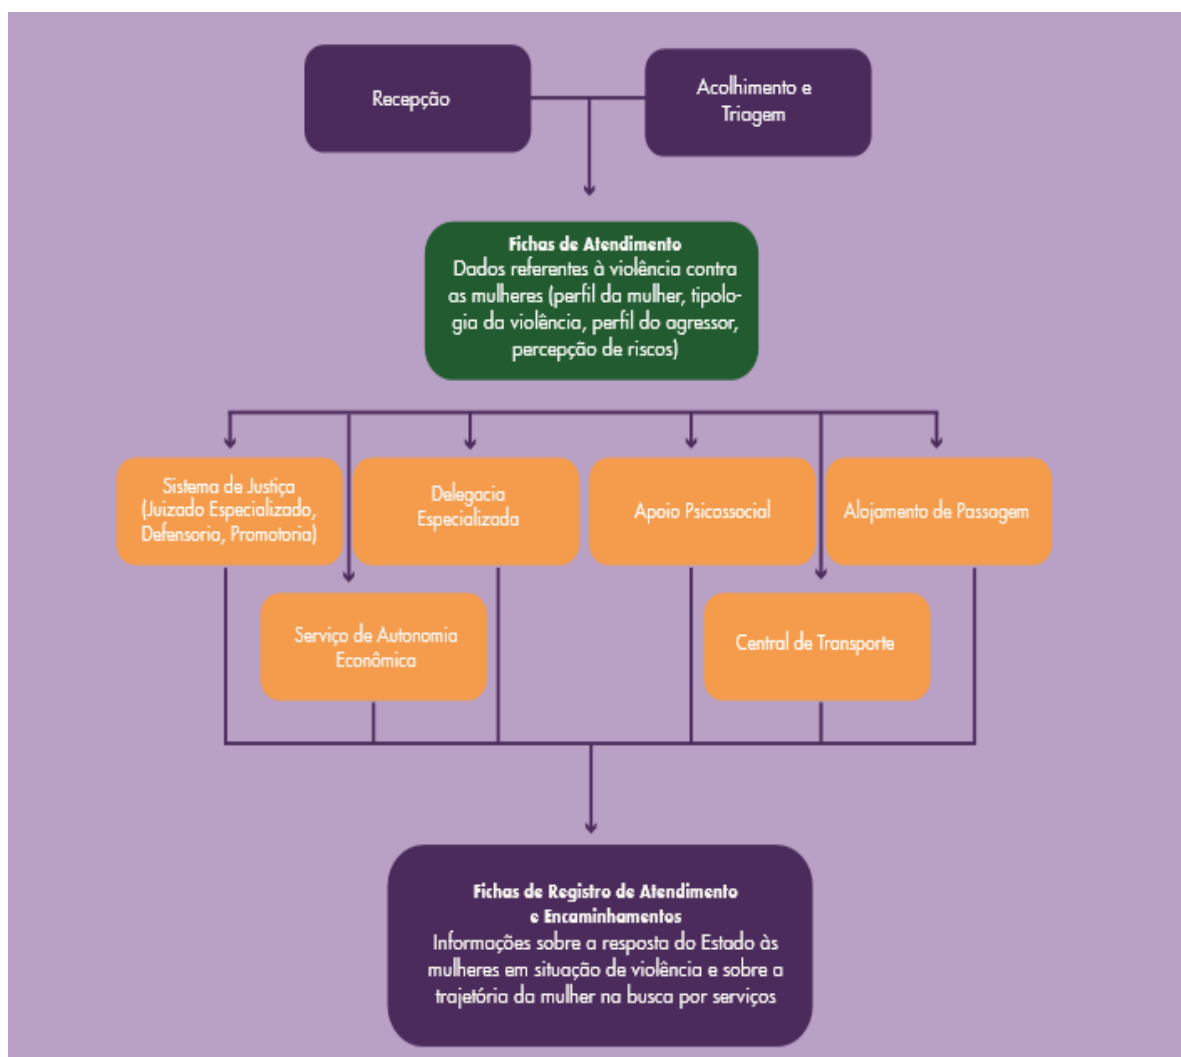 Recepção
Acolhimento e
Triagem
Fichas de Atendimento
Dados referentes à violência contra
as mulheres (perfil da mulher, tipolo-
gia da violência, perfil do agressor,
percepção de riscos)
Sistema de Justiça
(Juizado Especializado,
Defensoria, Promotoria)
Delegacia
Especializada
Apoio Psicossocial
Alojamento de Passagem
Serviço de Autonomia
Econômica
Central de Transporte
Fichas de Registro de Atendimento
e Encaminhamentos
Informações sobre a resposta do Estado às
mulheres em situação de violência e sobre a
trajetória da mulher na busca por serviços